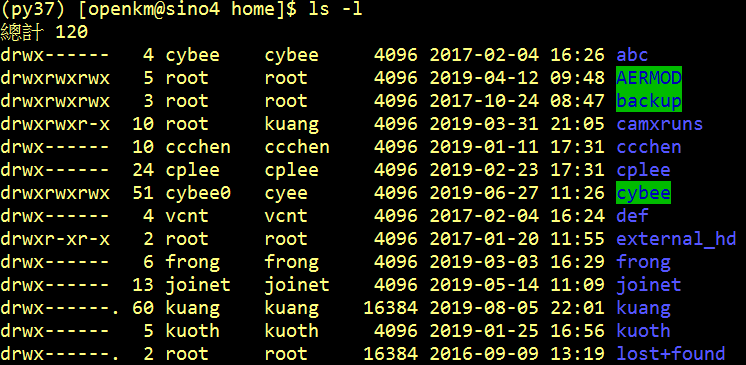 (py37) [openkm@sino4 home]$ ls -l
總計 120
drwx------   4 cybee   cybee    4096 2017-02-04 16:26 abc
drwxrwxrwx   5 root    root     4096 2019-04-12 09:48 AERMOD
drwxrwxrwx   3 root    root     4096 2017-10-24 08:47 backup
drwxrwxr-x  10 root    kuang    4096 2019-03-31 21:05 camxruns
drwx------  10 ccchen  ccchen   4096 2019-01-11 17:31 ccchen
drwx------  24 cplee   cplee    4096 2019-02-23 17:31 cplee
drwxrwxrwx  51 cybee0  cyee     4096 2019-06-27 11:26 cybee
drwx------   4 vcnt    vcnt     4096 2017-02-04 16:24 def
drwxr-xr-x   2 root    root     4096 2017-01-20 11:55 external_hd
drwx------   6 frong   frong    4096 2019-03-03 16:29 frong
drwx------  13 joinet  joinet   4096 2019-05-14 11:09 joinet
drwx------. 60 kuang   kuang   16384 2019-08-05 22:01 kuang
drwx------   5 kuoth   kuoth    4096 2019-01-25 16:56 kuoth
drwx------.  2 root    root    16384 2016-09-09 13:19 lost+found